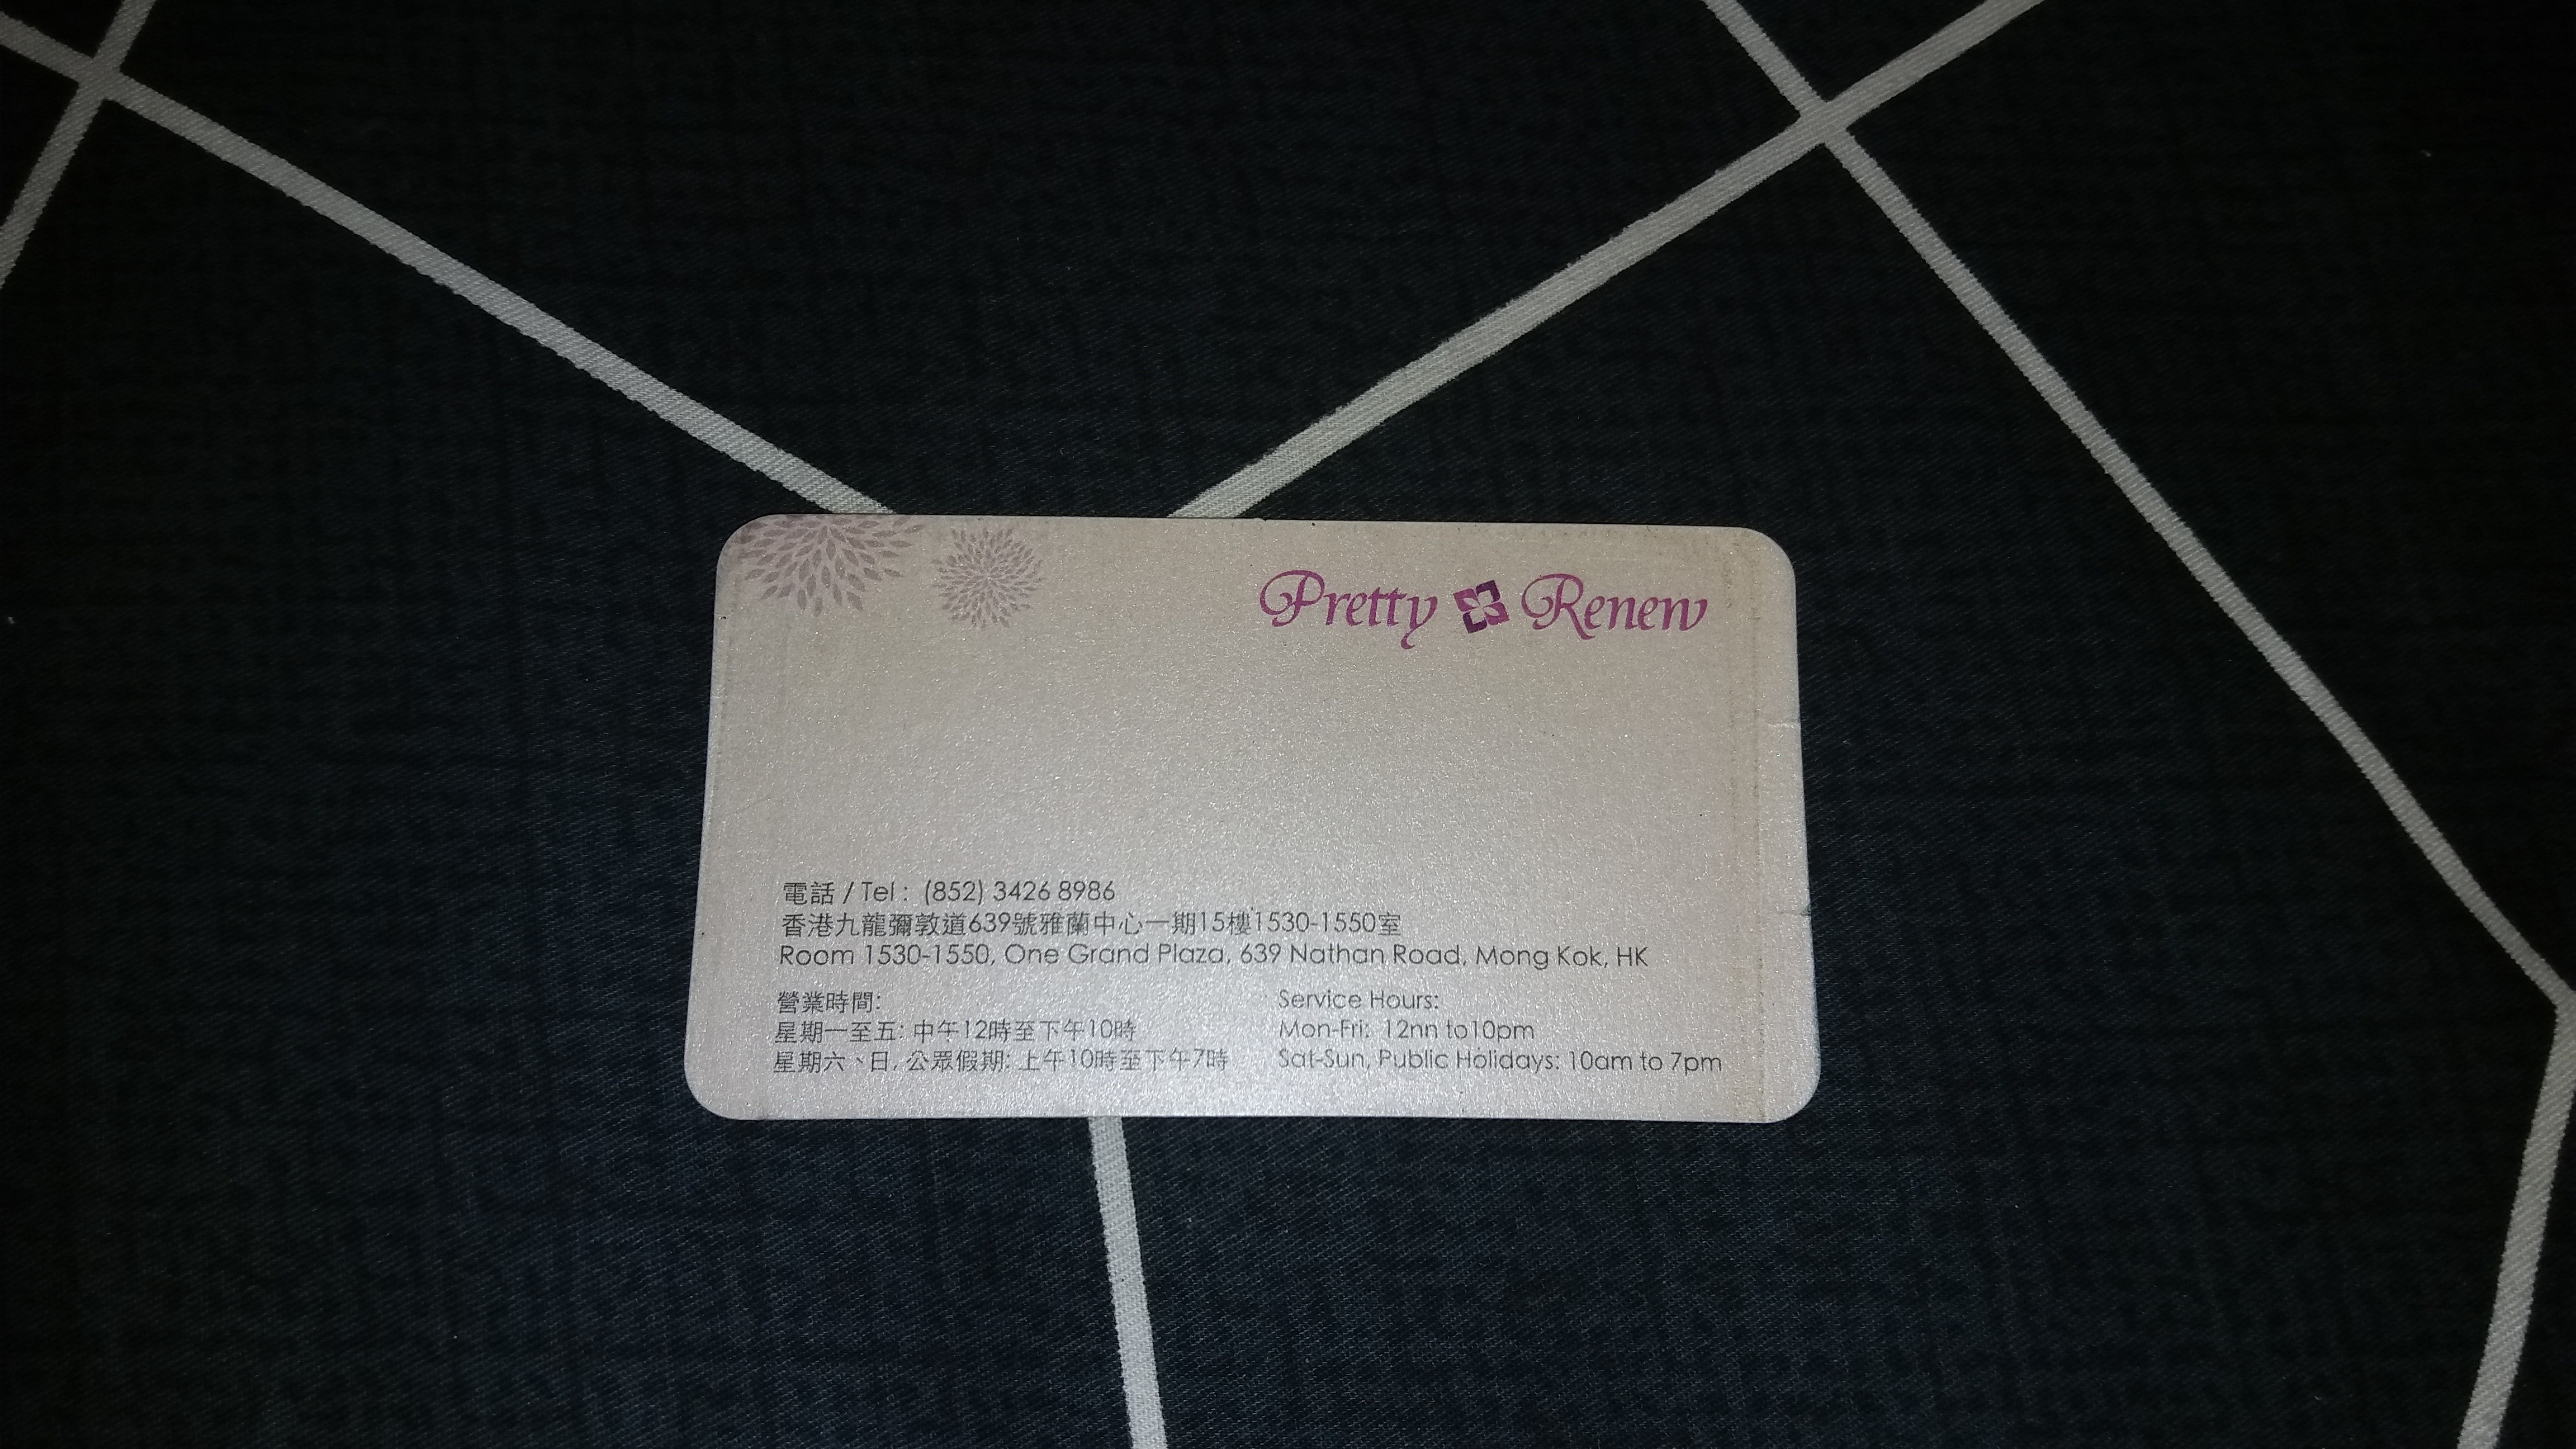 Pretty Renew
電話 / Tel : (852) 3426 8986
香港九龍彌敦道639號雅蘭中心一期15樓1530-1550室
Room 1530-1550, One Grand Plaza, 639 Nathan Road, Mong Kok, HK
營業時間:
星期一至五: 中午12時至下午10時
星期六、日, 公眾假期: 上午10時至下午7時
Service Hours:
Mon-Fri: 12nn to10pm
Sat-Sun, Public Holidays: 10am to 7pm